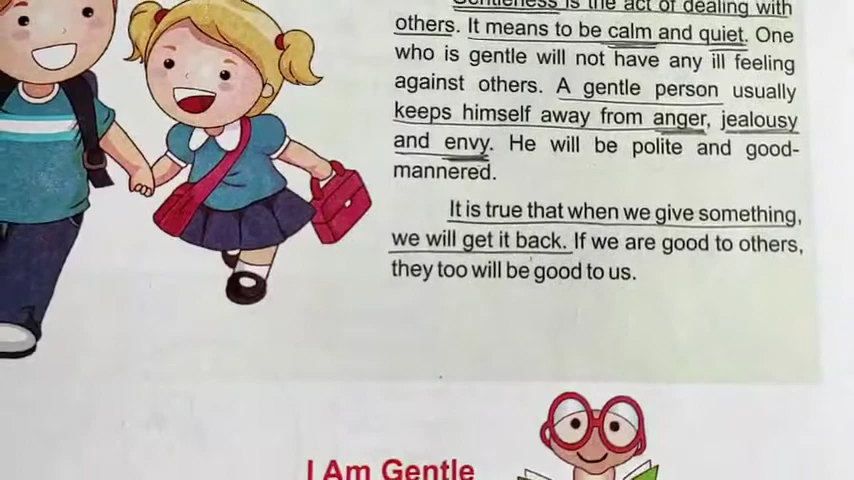 Gentleness is the act of dealing with
others. It means to be calm and quiet. One
who is gentle will not have any ill feeling
against others. A gentle person usually
keeps himself away from anger, jealousy
and envy. He will be polite and good-
mannered.
It is true that when we give something,
we will get it back. If we are good to others,
they too will be good to us.
I Am Gentle